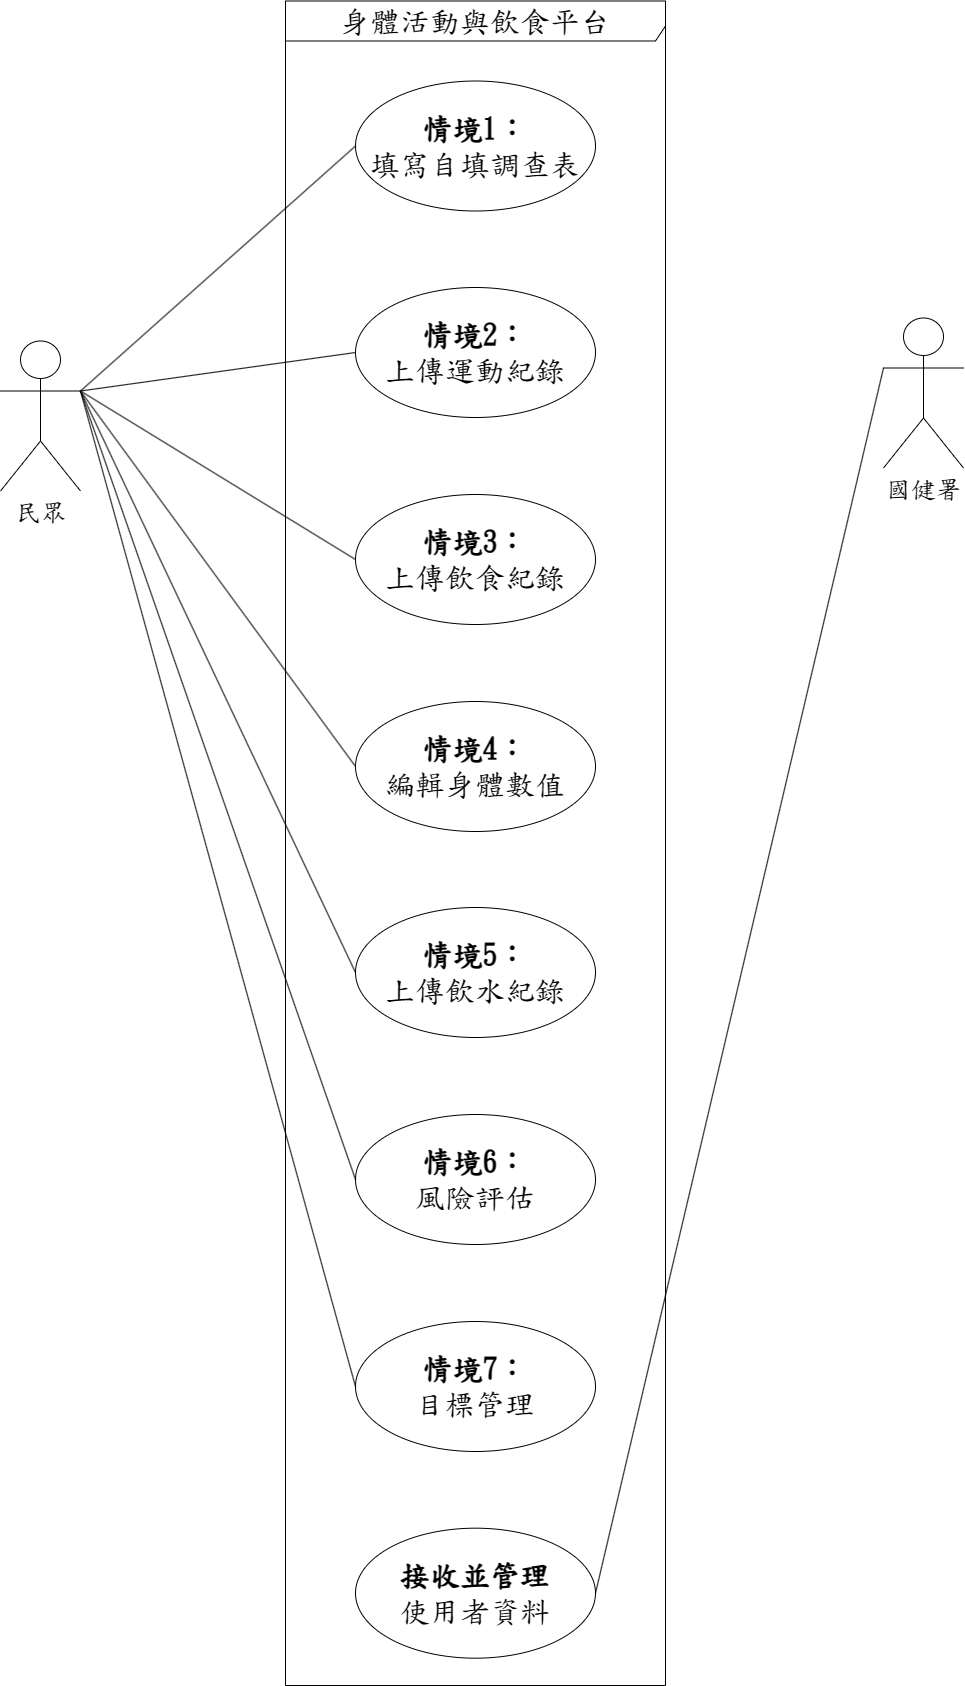 身體活動與飲食平台
情境1：
填寫自填調查表
情境2：
上傳運動紀錄
民眾
國健署
情境3：
上傳飲食紀錄
情境4：
編輯身體數值
情境5：
上傳飲水紀錄
情境6：
風險評估
情境7：
目標管理
接收並管理
使用者資料